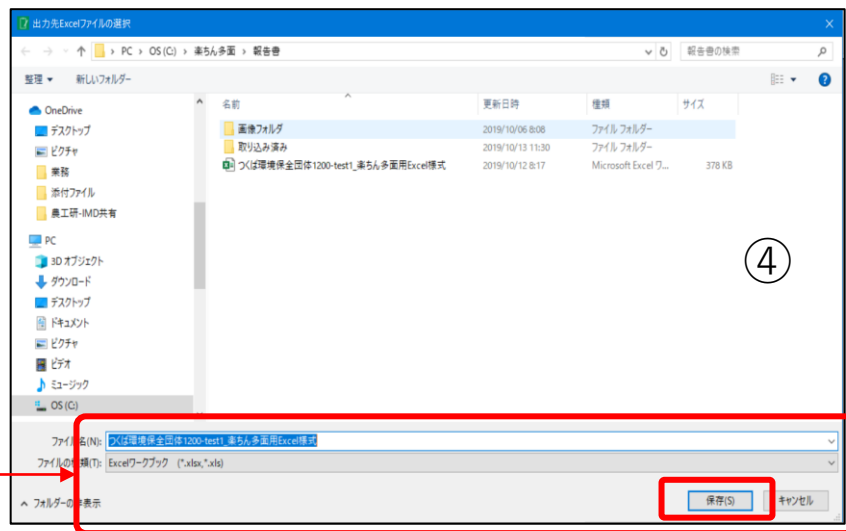 出力先Excelファイルの選択
PC › OS (C:) › 楽ちん多面 › 報告書
報告書の検索
整理 新しいフォルダー
OneDrive
デスクトップ
ピクチャ
業務
添付ファイル
農工研-IMD共有
PC
3D オブジェクト
ダウンロード
デスクトップ
ドキュメント
ピクチャ
ビデオ
ミュージック
OS (C:)
名前 更新日時 種類 サイズ
画像フォルダ 2019/10/06 8:08 ファイル フォルダー
取り込み済み 2019/10/13 11:30 ファイル フォルダー
つくば環境保全団体1200-test1_楽ちん多面用Excel様式 2019/10/12 8:17 Microsoft Excel ワ... 378 KB
④
ファイル名(N): つくば環境保全団体1200-test1_楽ちん多面用Excel様式
ファイルの種類(T): Excelワークブック (*.xlsx,*.xls)
フォルダーの非表示
保存(S) キャンセル